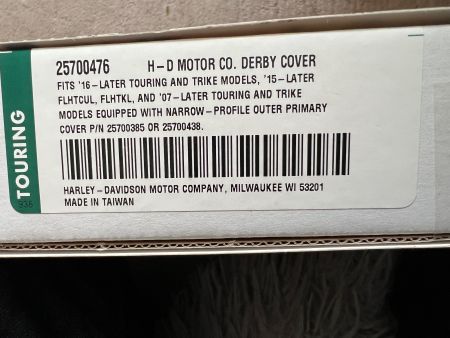 25700476 H-D MOTOR CO. DERBY COVER
FITS '16-LATER TOURING AND TRIKE MODELS, '15-LATER
FLHTCUL, FLHTKL, AND '07-LATER TOURING AND TRIKE
MODELS EQUIPPED WITH NARROW-PROFILE OUTER PRIMARY
COVER P/N 25700385 OR 25700438.
HARLEY-DAVIDSON MOTOR COMPANY, MILWAUKEE WI 53201
MADE IN TAIWAN
TOURING
936